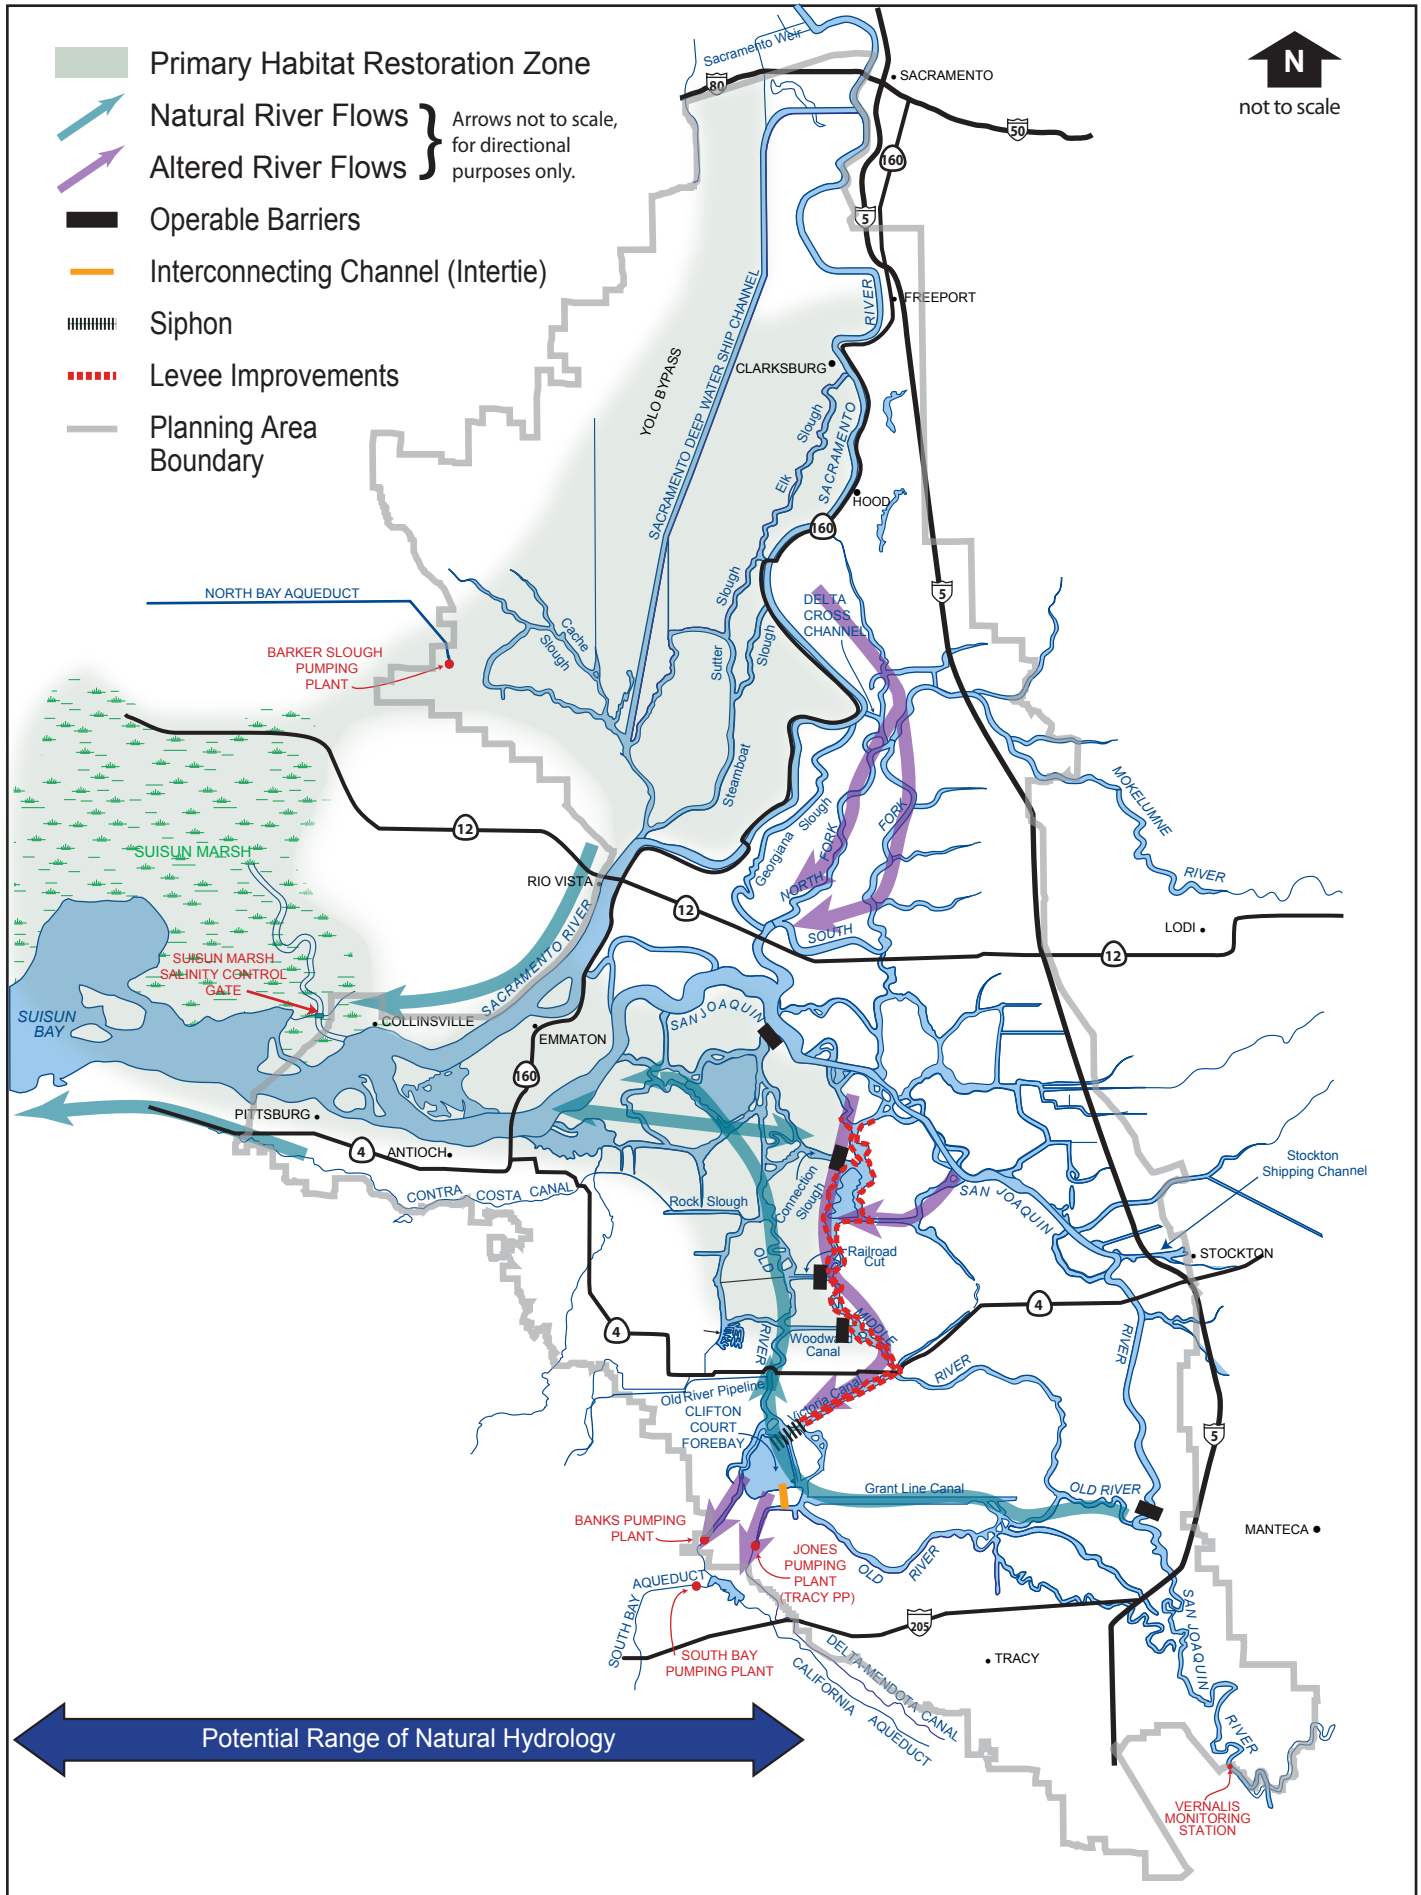 Primary Habitat Restoration Zone
Natural River Flows
Altered River Flows
Arrows not to scale,
for directional
purposes only.
Operable Barriers
Interconnecting Channel (Intertie)
Siphon
Levee Improvements
Planning Area
Boundary
N
not to scale
Sacramento Weir
80
SACRAMENTO
50
160
5
FREEPORT
RIVER
SACRAMENTO DEEP WATER SHIP CHANNEL
YOLO BYPASS
CLARKSBURG
Elk Slough
SACRAMENTO
HOOD
160
5
NORTH BAY AQUEDUCT
BARKER SLOUGH
PUMPING
PLANT
Cache
Slough
Sutter
Slough
Steamboat
Slough
DELTA
CROSS
CHANNEL
MOKELUMNE
RIVER
SUISUN MARSH
12
Georgiana Slough
NORTH
FORK
SOUTH
FORK
RIO VISTA
12
LODI
12
SUISUN MARSH
SALINITY CONTROL
GATE
SUISUN
BAY
SACRAMENTO RIVER
COLLINSVILLE
EMMATON
SAN JOAQUIN
160
PITTSBURG
4
ANTIOCH
CONTRA COSTA CANAL
Rock Slough
Connection
Slough
SAN JOAQUIN
Stockton
Shipping Channel
STOCKTON
OLD
RIVER
Railroad
Cut
4
4
MIDDLE
RIVER
Woodward
Canal
RIVER
Old River Pipeline
Victoria Canal
CLIFTON
COURT
FOREBAY
5
Grant Line Canal
OLD RIVER
MANTECA
BANKS PUMPING
PLANT
JONES
PUMPING
PLANT
(TRACY PP)
OLD
RIVER
SOUTH BAY
AQUEDUCT
SOUTH BAY
PUMPING PLANT
205
TRACY
DELTA-MENDOTA CANAL
CALIFORNIA AQUEDUCT
SAN JOAQUIN
RIVER
Potential Range of Natural Hydrology
VERNALIS
MONITORING
STATION